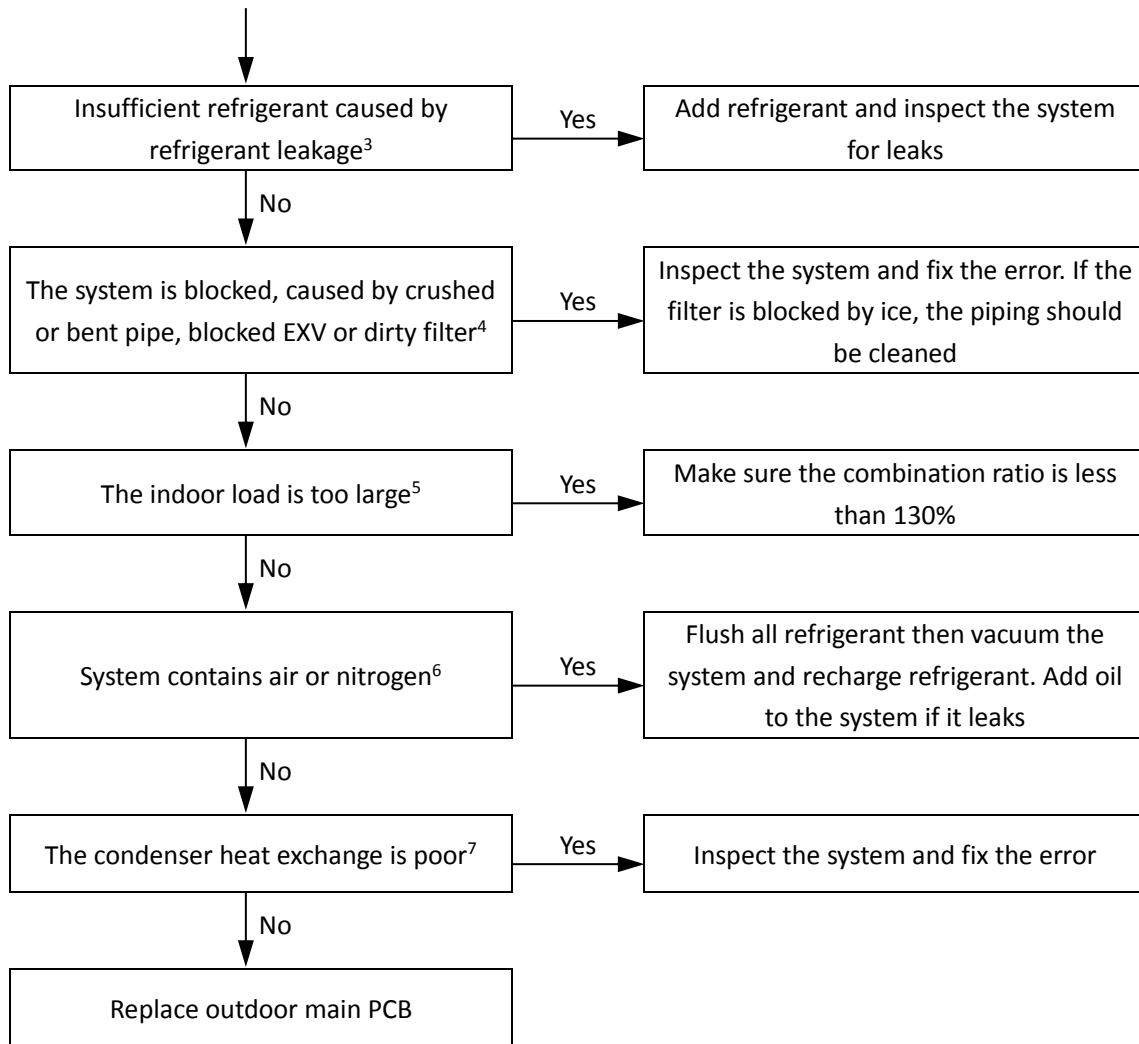 Insufficient refrigerant caused by
refrigerant leakage³
Yes
Add refrigerant and inspect the system
for leaks
No
The system is blocked, caused by crushed
or bent pipe, blocked EXV or dirty filter⁴
Yes
Inspect the system and fix the error. If the
filter is blocked by ice, the piping should
be cleaned
No
The indoor load is too large⁵
Yes
Make sure the combination ratio is less
than 130%
No
System contains air or nitrogen⁶
Yes
Flush all refrigerant then vacuum the
system and recharge refrigerant. Add oil
to the system if it leaks
No
The condenser heat exchange is poor⁷
Yes
Inspect the system and fix the error
No
Replace outdoor main PCB